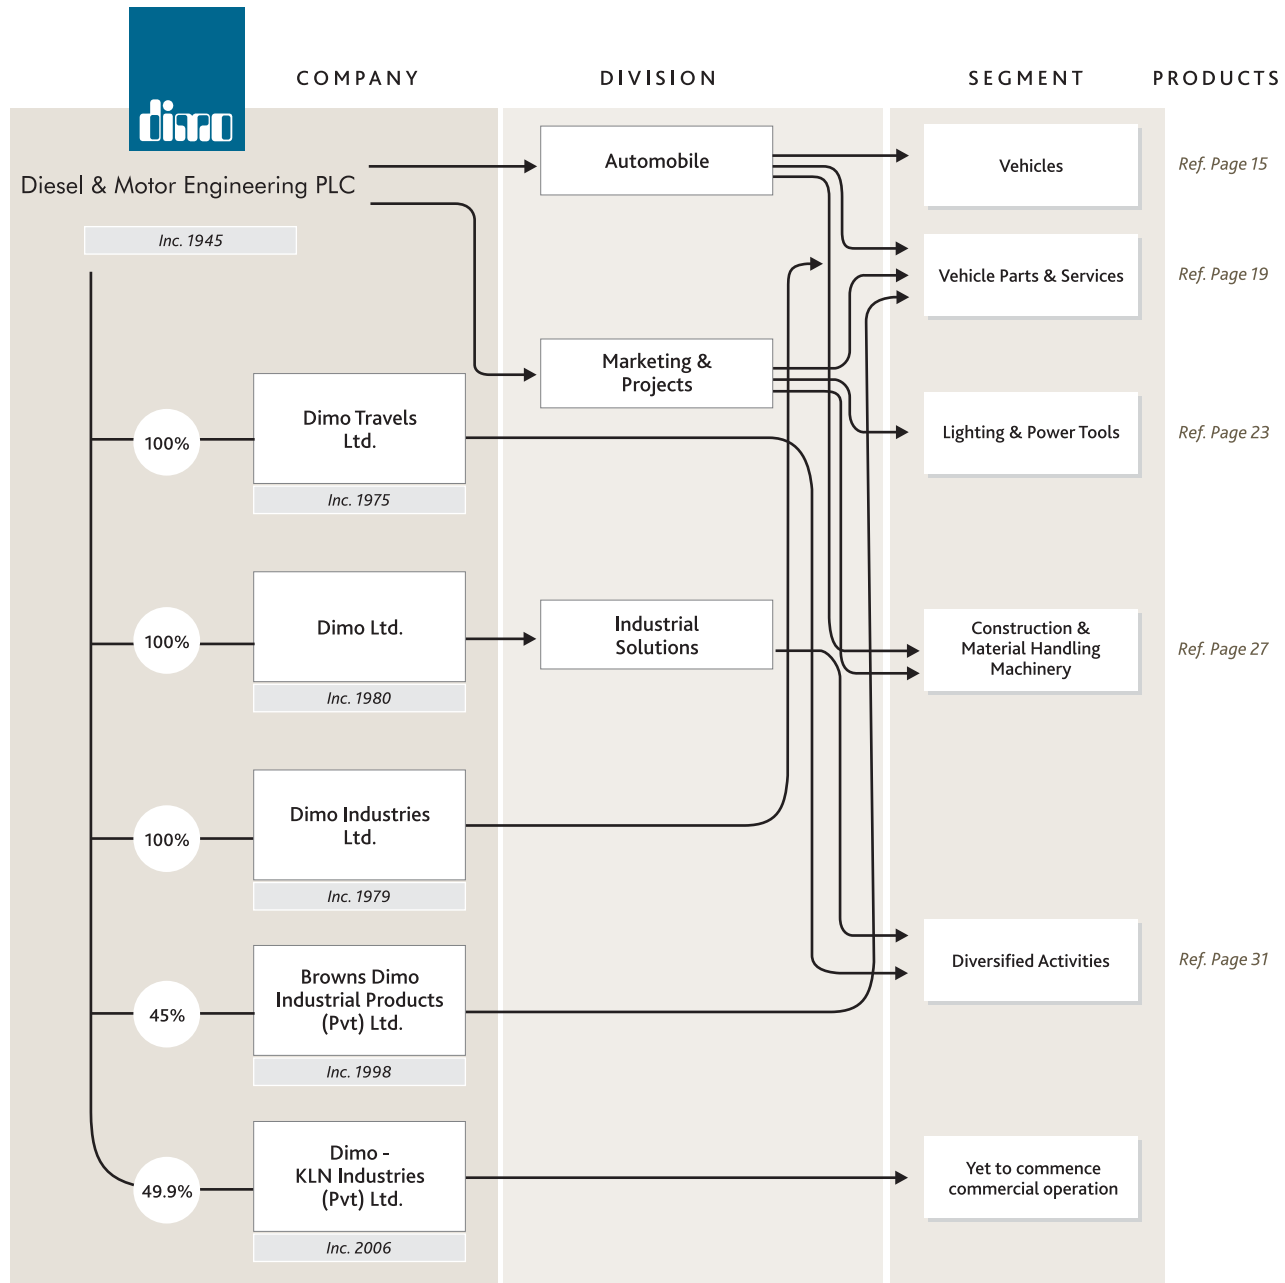 dimo
COMPANY
DIVISION
SEGMENT
PRODUCTS
Diesel & Motor Engineering PLC
Inc. 1945
Automobile
Vehicles
Ref. Page 15
Vehicle Parts & Services
Ref. Page 19
Marketing &
Projects
100%
Dimo Travels
Ltd.
Inc. 1975
Lighting & Power Tools
Ref. Page 23
100%
Dimo Ltd.
Inc. 1980
Industrial
Solutions
Construction &
Material Handling
Machinery
Ref. Page 27
100%
Dimo Industries
Ltd.
Inc. 1979
45%
Browns Dimo
Industrial Products
(Pvt) Ltd.
Inc. 1998
Diversified Activities
Ref. Page 31
49.9%
Dimo -
KLN Industries
(Pvt) Ltd.
Inc. 2006
Yet to commence
commercial operation